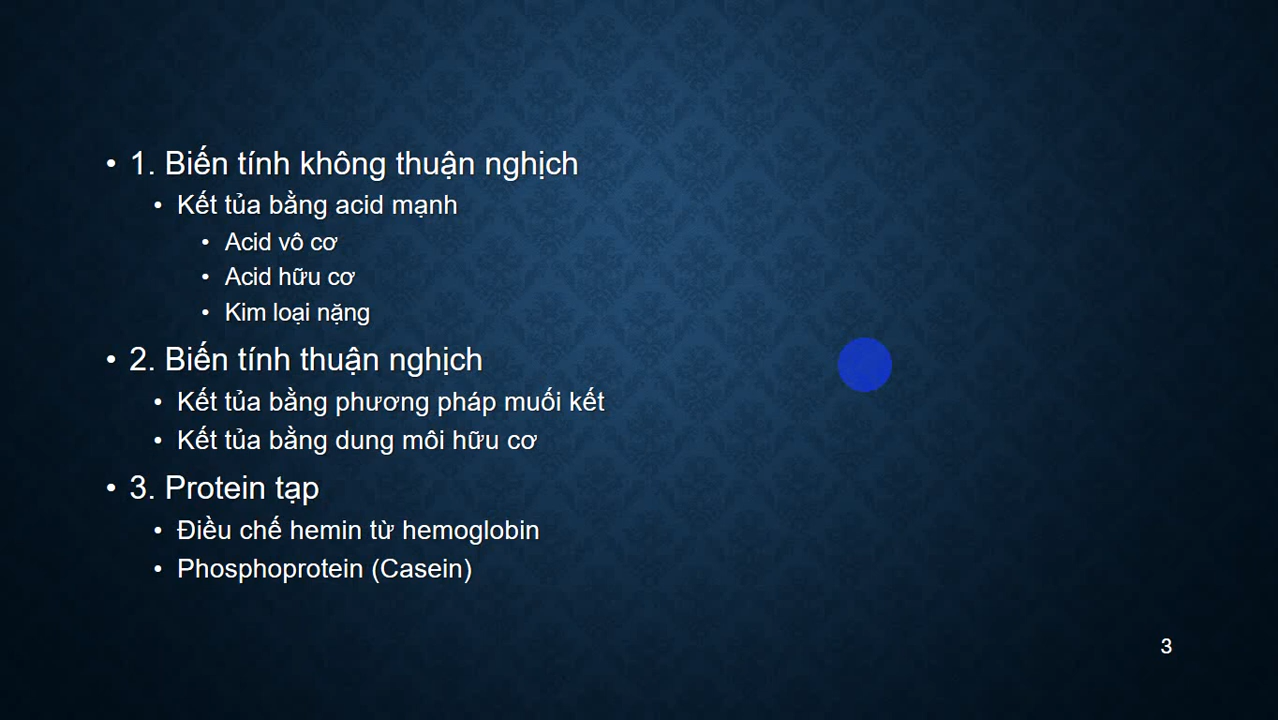 • 1. Biến tính không thuận nghịch
• Kết tủa bằng acid mạnh
• Acid vô cơ
• Acid hữu cơ
• Kim loại nặng
• 2. Biến tính thuận nghịch
• Kết tủa bằng phương pháp muối kết
• Kết tủa bằng dung môi hữu cơ
• 3. Protein tạp
• Điều chế hemin từ hemoglobin
• Phosphoprotein (Casein)
3